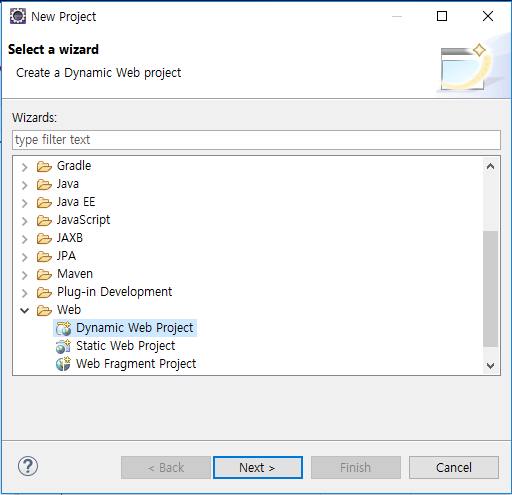 New Project
Select a wizard
Create a Dynamic Web project
Wizards:
type filter text
Gradle
Java
Java EE
JavaScript
JAXB
JPA
Maven
Plug-in Development
Web
Dynamic Web Project
Static Web Project
Web Fragment Project
?
< Back
Next >
Finish
Cancel